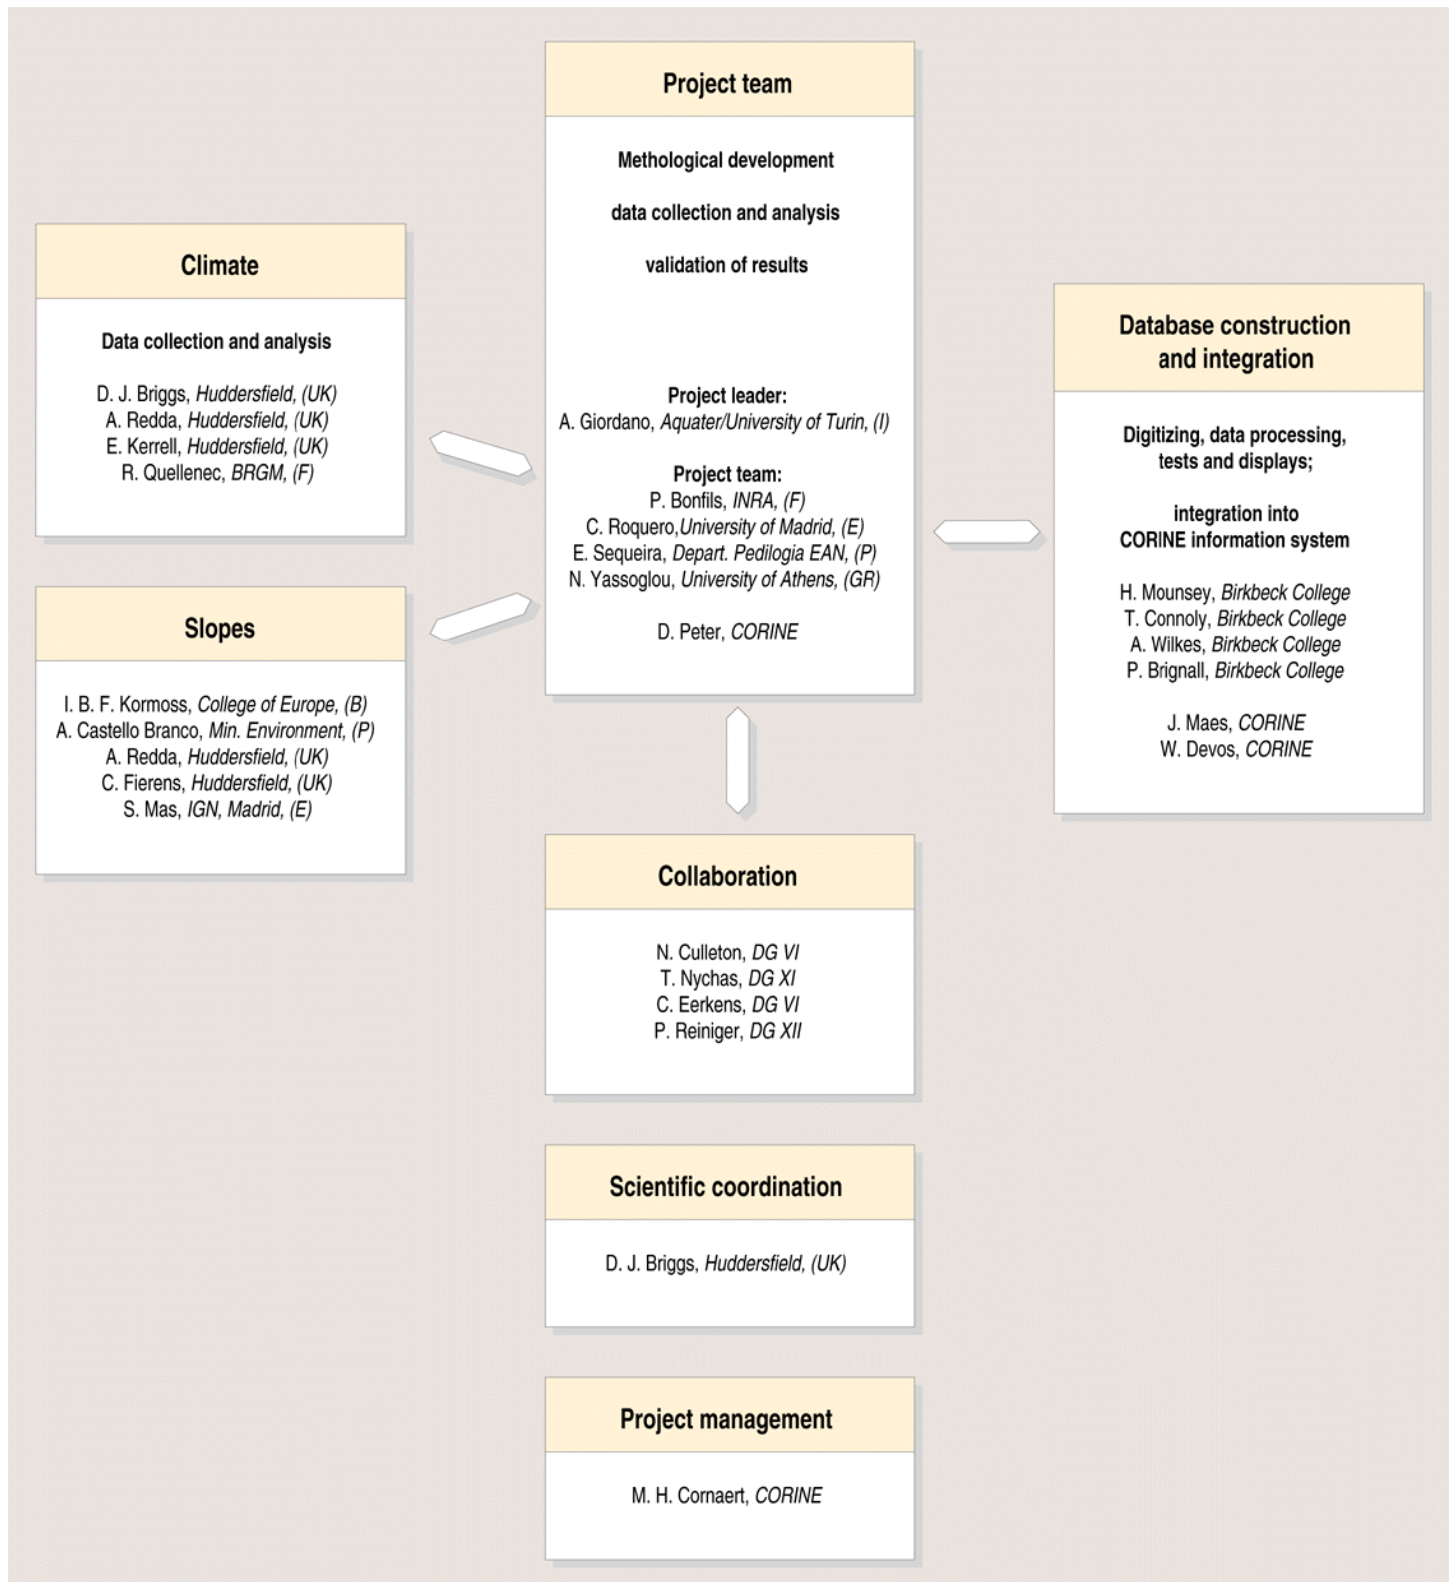 Project team
Methological development
data collection and analysis
validation of results
Project leader:
A. Giordano, Aquater/University of Turin, (I)
Project team:
P. Bonfils, INRA, (F)
C. Roquero,University of Madrid, (E)
E. Sequeira, Depart. Pedilogia EAN, (P)
N. Yassoglou, University of Athens, (GR)
D. Peter, CORINE
Climate
Data collection and analysis
D. J. Briggs, Huddersfield, (UK)
A. Redda, Huddersfield, (UK)
E. Kerrell, Huddersfield, (UK)
R. Quellenec, BRGM, (F)
Slopes
I. B. F. Kormoss, College of Europe, (B)
A. Castello Branco, Min. Environment, (P)
A. Redda, Huddersfield, (UK)
C. Fierens, Huddersfield, (UK)
S. Mas, IGN, Madrid, (E)
Database construction
and integration
Digitizing, data processing,
tests and displays;
integration into
CORINE information system
H. Mounsey, Birkbeck College
T. Connoly, Birkbeck College
A. Wilkes, Birkbeck College
P. Brignall, Birkbeck College
J. Maes, CORINE
W. Devos, CORINE
Collaboration
N. Culleton, DG VI
T. Nychas, DG XI
C. Eerkens, DG VI
P. Reiniger, DG XII
Scientific coordination
D. J. Briggs, Huddersfield, (UK)
Project management
M. H. Cornaert, CORINE